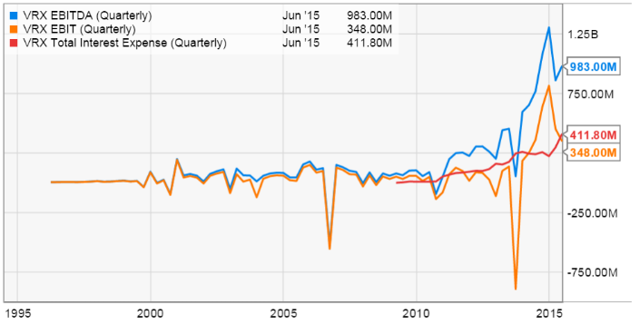 VRX EBITDA (Quarterly) Jun '15 983.00M
VRX EBIT (Quarterly) Jun '15 348.00M
VRX Total Interest Expense (Quarterly) Jun '15 411.80M
1.25B
983.00M
750.00M
411.80M
348.00M
-250.00M
-750.00M
1995 2000 2005 2010 2015